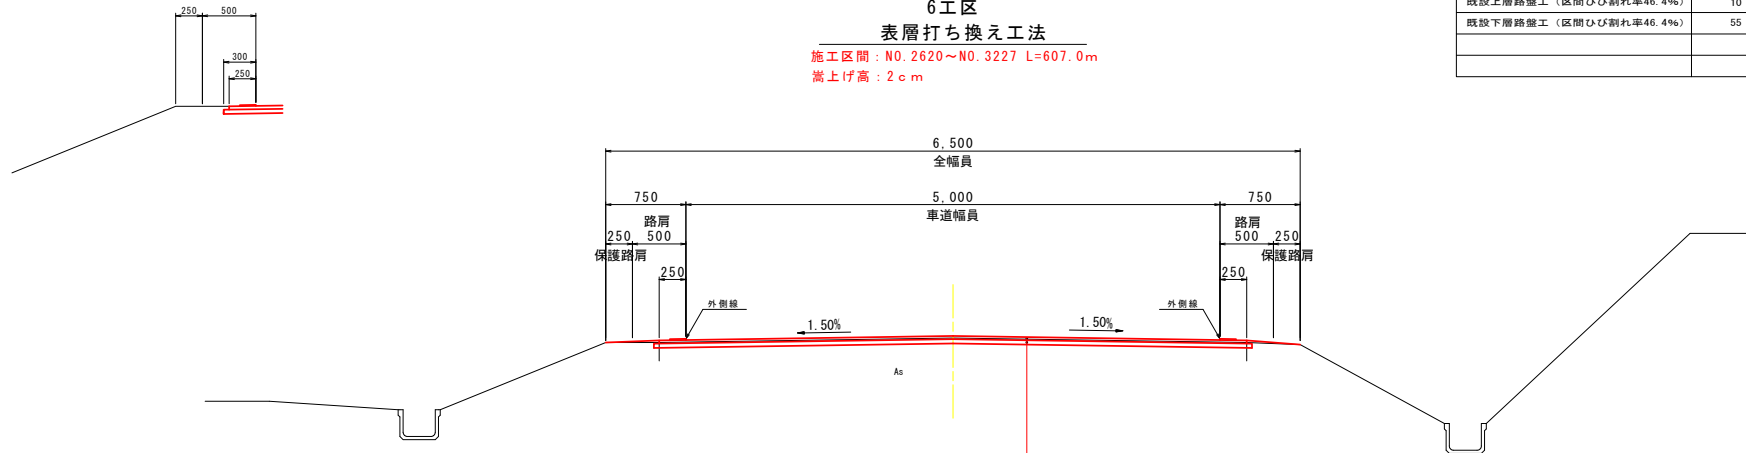 250 500
300
250
6工区
表層打ち換え工法
施工区間：NO.2620～NO.3227 L=607.0m
嵩上げ高：2ｃｍ
既設上層路盤工（区間ひび割れ率46.4%） 10
既設下層路盤工（区間ひび割れ率46.4%） 55
6,500
全幅員
750 5,000 750
車道幅員
路肩 路肩
250 500 500 250
保護路肩 保護路肩
250 250
外側線 外側線
1.50% 1.50%
As